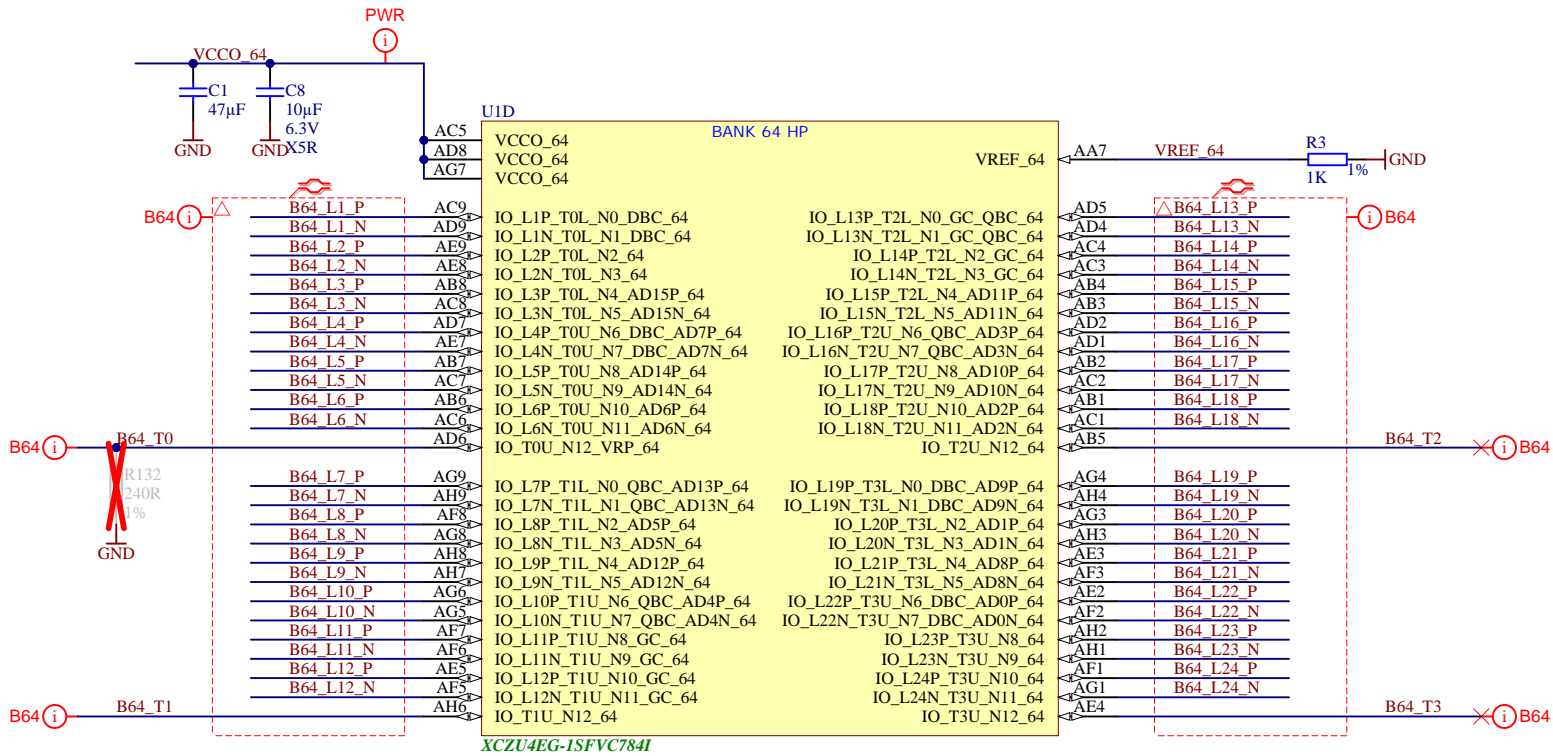 PWR
i
VCCO_64
C1
47µF
GND
C8
10µF
6.3V
X5R
GND
U1D
BANK 64 HP
AC5 VCCO_64
AD8 VCCO_64
AG7 VCCO_64
VREF_64 AA7 VREF_64
R3
1K
1%
GND
B64 i
i B64
B64_L1_P AC9 IO_L1P_T0L_N0_DBC_64 IO_L13P_T2L_N0_GC_QBC_64 AD5 B64_L13_P
B64_L1_N AD9 IO_L1N_T0L_N1_DBC_64 IO_L13N_T2L_N1_GC_QBC_64 AD4 B64_L13_N
B64_L2_P AE9 IO_L2P_T0L_N2_64 IO_L14P_T2L_N2_GC_64 AC4 B64_L14_P
B64_L2_N AE8 IO_L2N_T0L_N3_64 IO_L14N_T2L_N3_GC_64 AC3 B64_L14_N
B64_L3_P AB8 IO_L3P_T0L_N4_AD15P_64 IO_L15P_T2L_N4_AD11P_64 AB4 B64_L15_P
B64_L3_N AC8 IO_L3N_T0L_N5_AD15N_64 IO_L15N_T2L_N5_AD11N_64 AB3 B64_L15_N
B64_L4_P AD7 IO_L4P_T0U_N6_DBC_AD7P_64 IO_L16P_T2U_N6_QBC_AD3P_64 AD2 B64_L16_P
B64_L4_N AE7 IO_L4N_T0U_N7_DBC_AD7N_64 IO_L16N_T2U_N7_QBC_AD3N_64 AD1 B64_L16_N
B64_L5_P AB7 IO_L5P_T0U_N8_AD14P_64 IO_L17P_T2U_N8_AD10P_64 AB2 B64_L17_P
B64_L5_N AC7 IO_L5N_T0U_N9_AD14N_64 IO_L17N_T2U_N9_AD10N_64 AC2 B64_L17_N
B64_L6_P AB6 IO_L6P_T0U_N10_AD6P_64 IO_L18P_T2U_N10_AD2P_64 AB1 B64_L18_P
B64_L6_N AC6 IO_L6N_T0U_N11_AD6N_64 IO_L18N_T2U_N11_AD2N_64 AC1 B64_L18_N
B64 i B64_T0 AD6 IO_T0U_N12_VRP_64 IO_T2U_N12_64 AB5 B64_T2 i B64
R132
240R
1%
GND
B64_L7_P AG9 IO_L7P_T1L_N0_QBC_AD13P_64 IO_L19P_T3L_N0_DBC_AD9P_64 AG4 B64_L19_P
B64_L7_N AH9 IO_L7N_T1L_N1_QBC_AD13N_64 IO_L19N_T3L_N1_DBC_AD9N_64 AH4 B64_L19_N
B64_L8_P AF8 IO_L8P_T1L_N2_AD5P_64 IO_L20P_T3L_N2_AD1P_64 AG3 B64_L20_P
B64_L8_N AG8 IO_L8N_T1L_N3_AD5N_64 IO_L20N_T3L_N3_AD1N_64 AH3 B64_L20_N
B64_L9_P AH8 IO_L9P_T1L_N4_AD12P_64 IO_L21P_T3L_N4_AD8P_64 AE3 B64_L21_P
B64_L9_N AH7 IO_L9N_T1L_N5_AD12N_64 IO_L21N_T3L_N5_AD8N_64 AF3 B64_L21_N
B64_L10_P AG6 IO_L10P_T1U_N6_QBC_AD4P_64 IO_L22P_T3U_N6_DBC_AD0P_64 AE2 B64_L22_P
B64_L10_N AG5 IO_L10N_T1U_N7_QBC_AD4N_64 IO_L22N_T3U_N7_DBC_AD0N_64 AF2 B64_L22_N
B64_L11_P AF7 IO_L11P_T1U_N8_GC_64 IO_L23P_T3U_N8_64 AH2 B64_L23_P
B64_L11_N AF6 IO_L11N_T1U_N9_GC_64 IO_L23N_T3U_N9_64 AH1 B64_L23_N
B64_L12_P AE5 IO_L12P_T1U_N10_GC_64 IO_L24P_T3U_N10_64 AF1 B64_L24_P
B64_L12_N AF5 IO_L12N_T1U_N11_GC_64 IO_L24N_T3U_N11_64 AG1 B64_L24_N
B64 i B64_T1 AH6 IO_T1U_N12_64 IO_T3U_N12_64 AE4 B64_T3 i B64
XCZU4EG-1SFVC784I